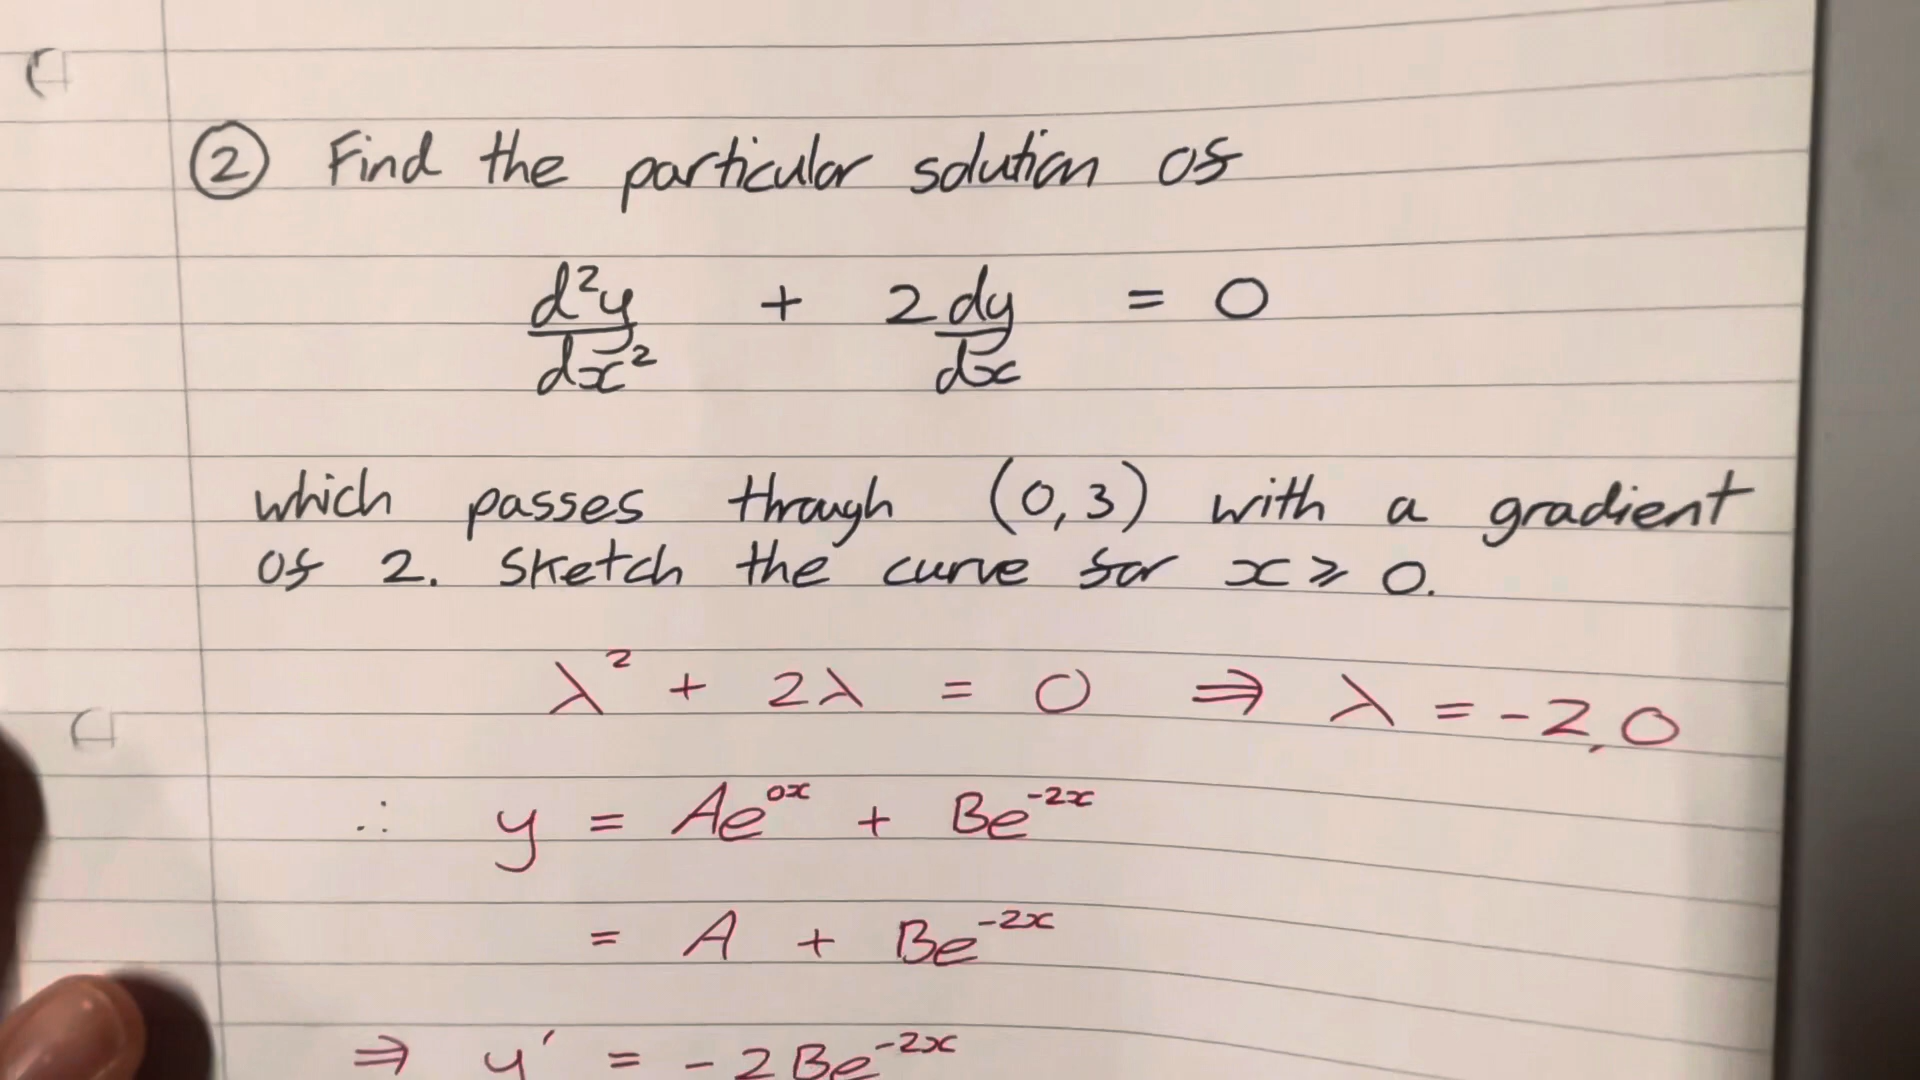 ② Find the particular solution of
d²y/dx² + 2 dy/dx = 0
which passes through (0,3) with a gradient
of 2. Sketch the curve for x ⩾ 0.
λ² + 2λ = 0 ⇒ λ = -2, 0
∴ y = Ae^{0x} + Be^{-2x}
= A + Be^{-2x}
⇒ y' = -2Be^{-2x}